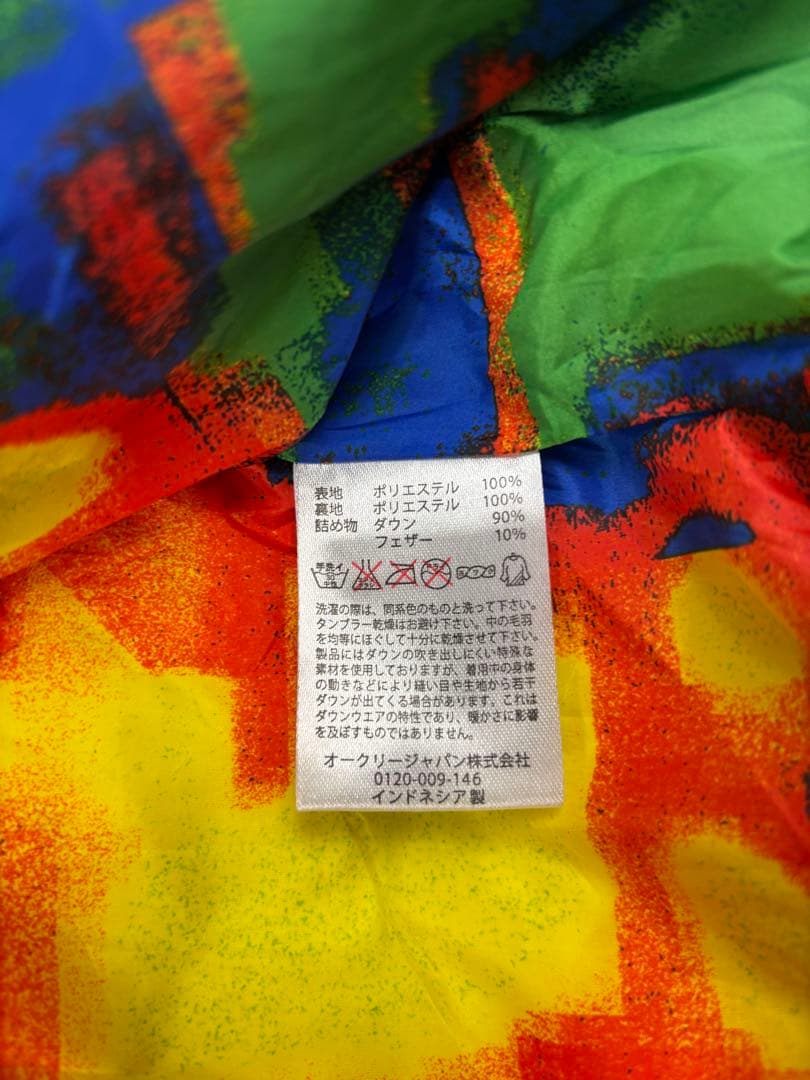 表地 ポリエステル 100%
裏地 ポリエステル 100%
詰め物 ダウン 90%
フェザー 10%
手洗イ
30
中性
洗濯の際は、同系色のものと洗って下さい。
タンブラー乾燥はお避け下さい。中の毛羽
を均等にほぐして十分に乾燥させて下さい。
製品にはダウンの吹き出しにくい特殊な
素材を使用しておりますが、着用中の身体
の動きなどにより縫い目や生地から若干
ダウンが出てくる場合があります。これは
ダウンウエアの特性であり、暖かさに影響
を及ぼすものではありません。
オークリージャパン株式会社
0120-009-146
インドネシア製